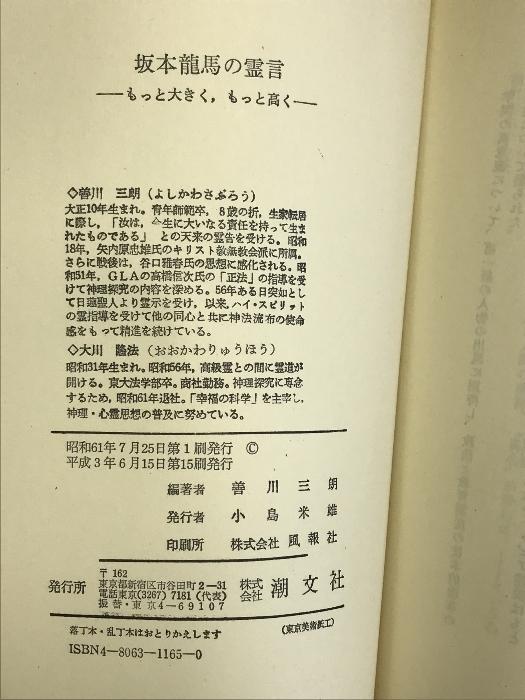 坂本龍馬の霊言
――もっと大きく，もっと高く――
◇善川　三朗（よしかわさぶろう）
大正10年生まれ。青年師範卒，8歳の折，生家転居
に際し，「汝は，今生に大いなる責任を持って生ま
れたものである」との天来の霊告を受ける。昭和
18年，矢内原忠雄氏のキリスト教無教会派に所属。
さらに戦後は、谷口雅春氏の思想に感化される。昭
和51年，GLAの高橋信次氏の「正法」の指導を受
けて神理探究の内容を深める。56年ある日突如とし
て日蓮聖人より霊示を受け，以来，ハイ・スピリット
の霊指導を受けて他の同心と共に神法流布の使命
感をもって精進を続けている。
◇大川　隆法（おおかわりゅうほう）
昭和31年生まれ。昭和56年，高級霊との間に霊道が
開ける。東大法学部卒。商社勤務。神理探究に専念
するため，昭和61年退社。「幸福の科学」を主宰し，
神理・心霊思想の普及に努めている。
昭和61年7月25日第1刷発行 ©
平成3年6月15日第15刷発行
編著者　善川三朗
発行者　小島米雄
印刷所　株式会社 風報社
発行所
〒162
東京都新宿区市谷田町2－31
電話東京(3267) 7181（代表）
振替・東京4－69107
株式会社 潮文社
落丁本・乱丁本はおとりかえします
（東京美術紙工）
ISBN4－8063－1165－0